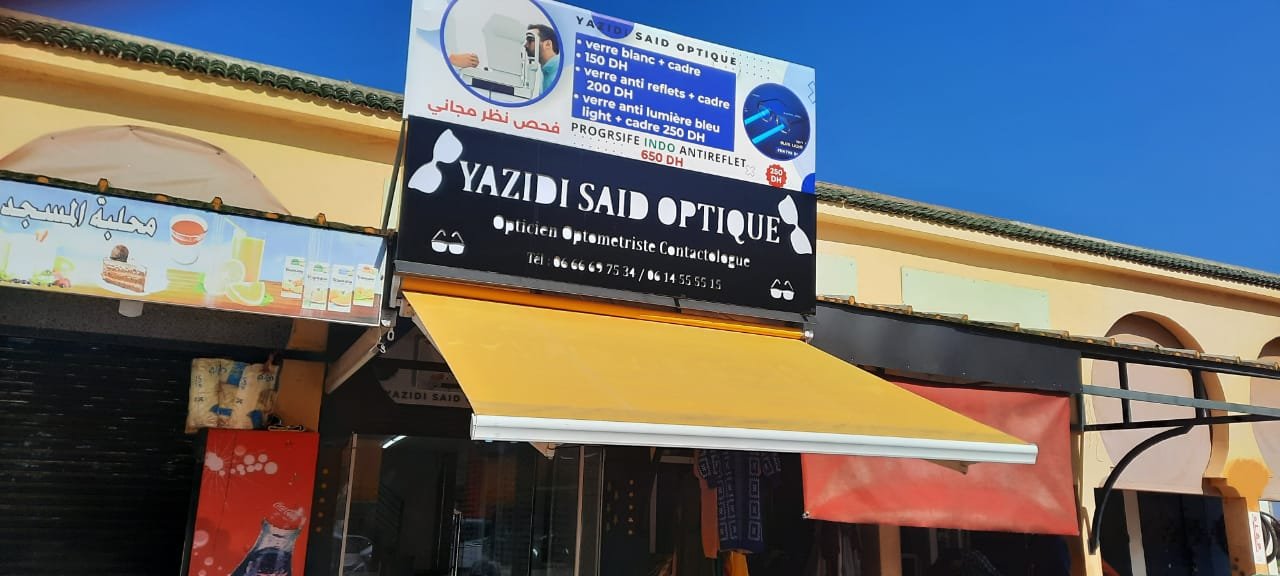 YAZIDI SAID OPTIQUE
• verre blanc + cadre
• 150 DH
• verre anti reflets + cadre
200 DH
• verre anti lumière bleu
light + cadre 250 DH
فحص نظر مجاني
PROGRSIFE INDO ANTIREFLET
650 DH
250
DH
YAZIDI SAID OPTIQUE
Opticien Optometriste Contactologue
Tél : 06 66 69 75 34 / 06 14 55 55 15
محلبة المسجد
YAZIDI SAID